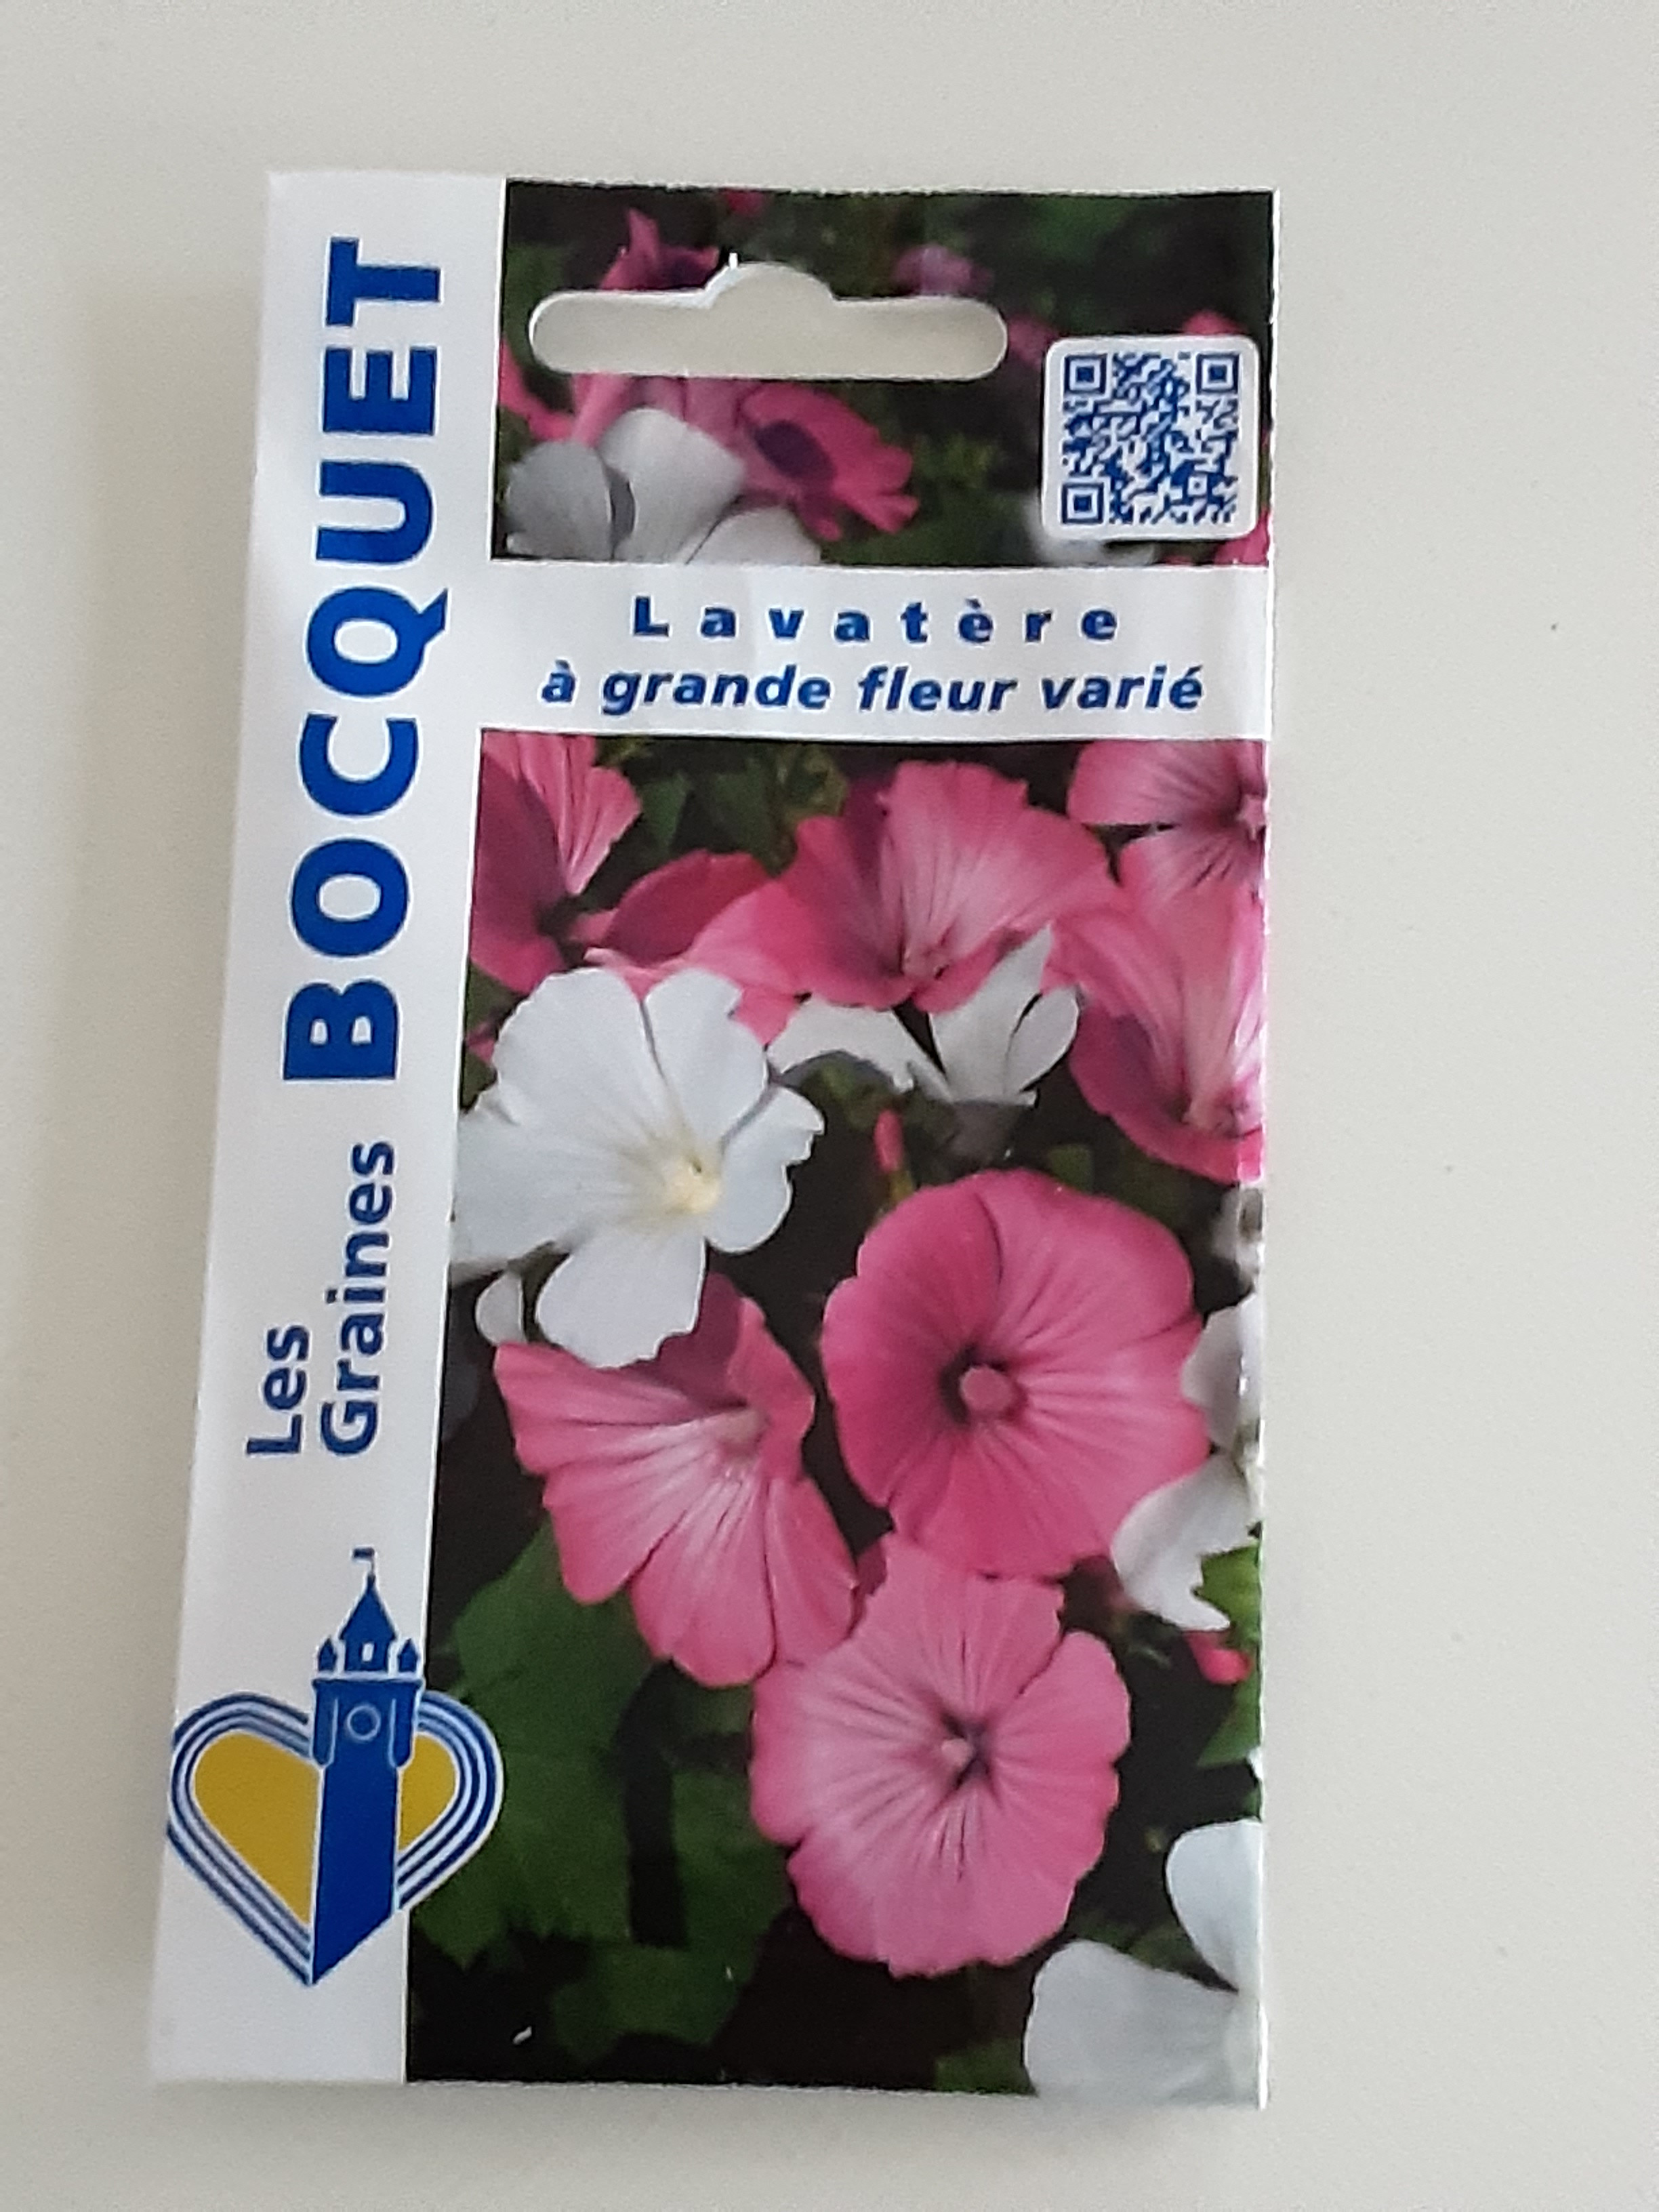 Les
Graines BOCQUET
Lavatère
à grande fleur varié